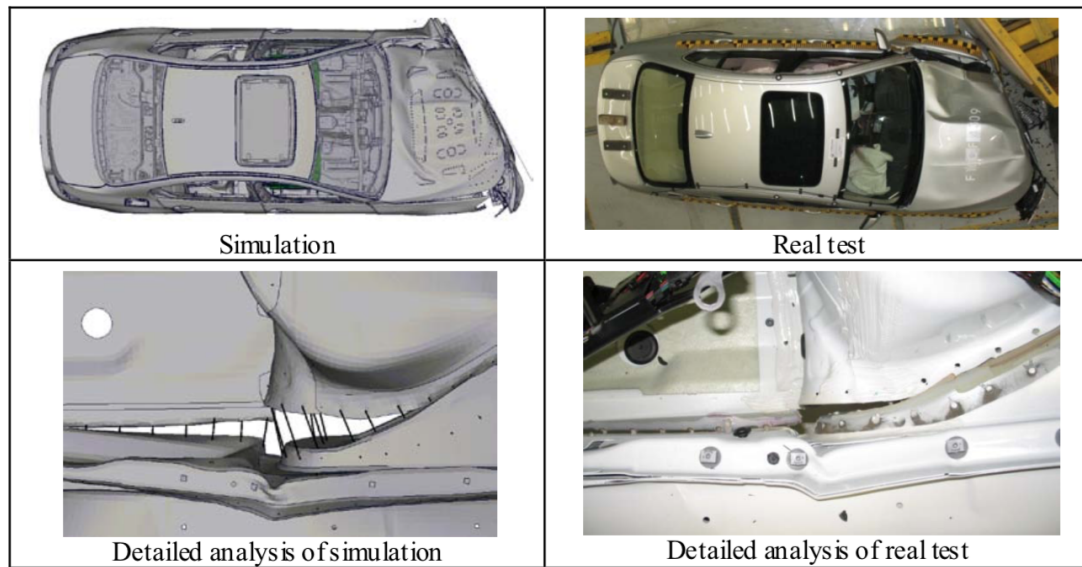 Simulation
Real test
Detailed analysis of simulation
Detailed analysis of real test